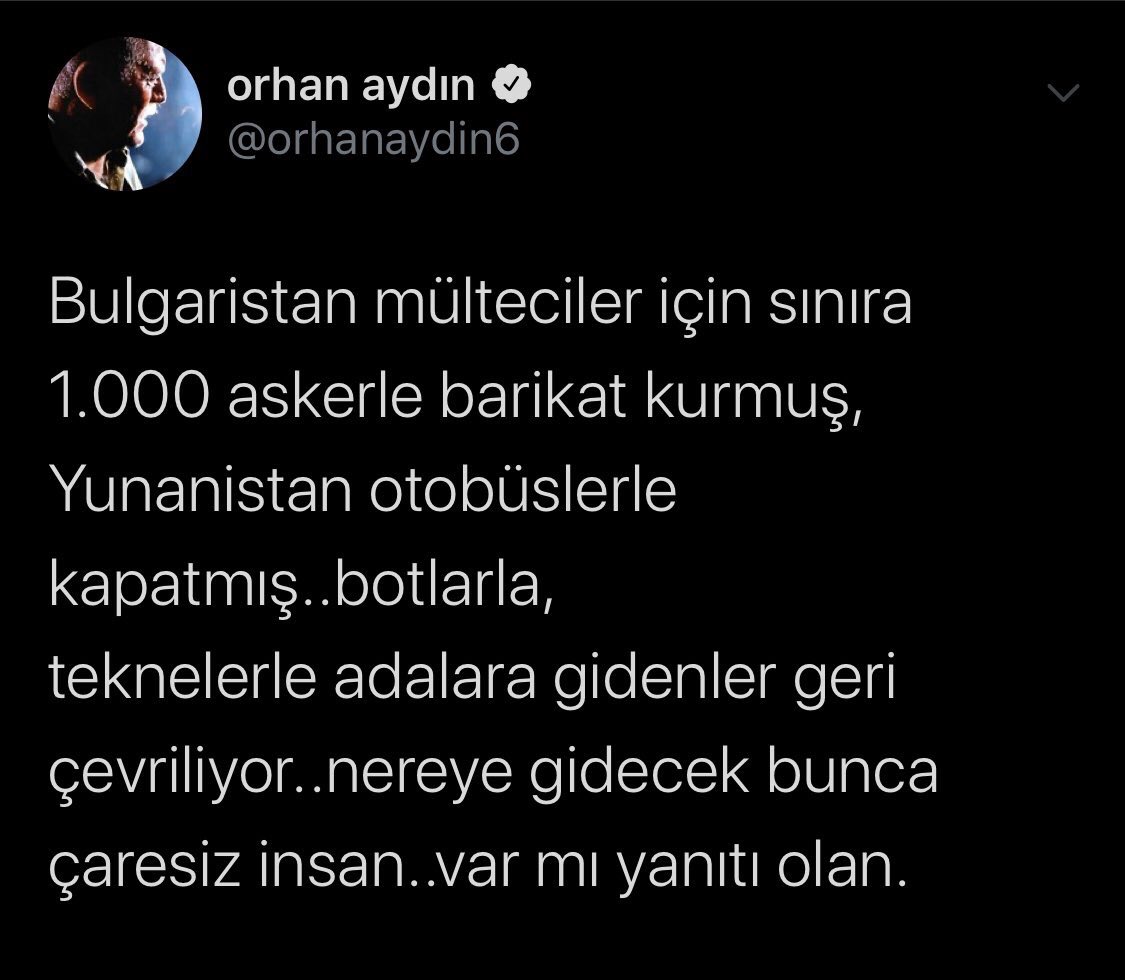 orhan aydın
@orhanaydin6
Bulgaristan mülteciler için sınıra
1.000 askerle barikat kurmuş,
Yunanistan otobüslerle
kapatmış..botlarla,
teknelerle adalara gidenler geri
çevriliyor..nereye gidecek bunca
çaresiz insan..var mı yanıtı olan.